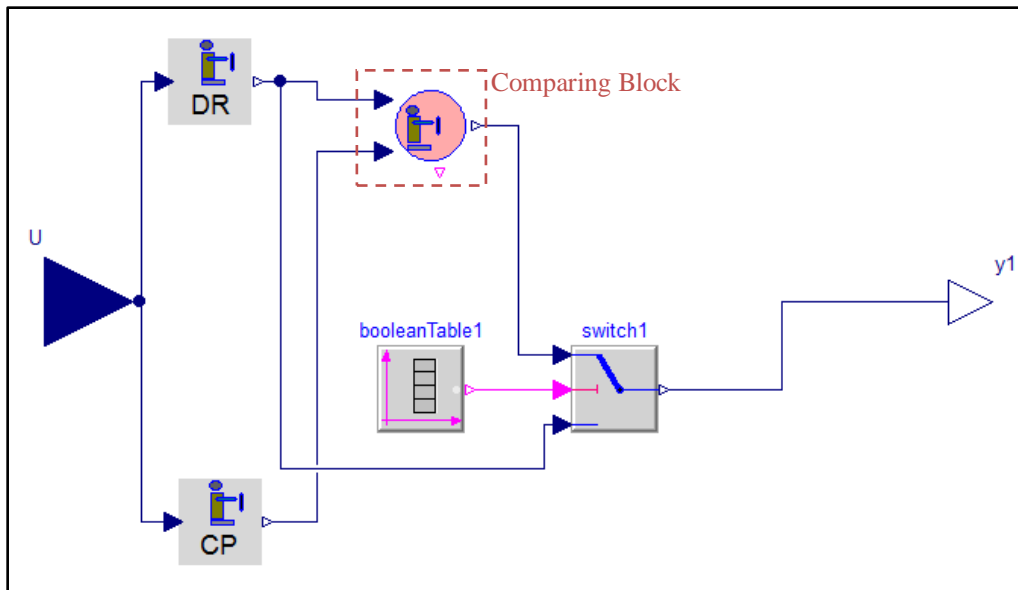 DR
Comparing Block
U
y1
booleanTable1
switch1
CP